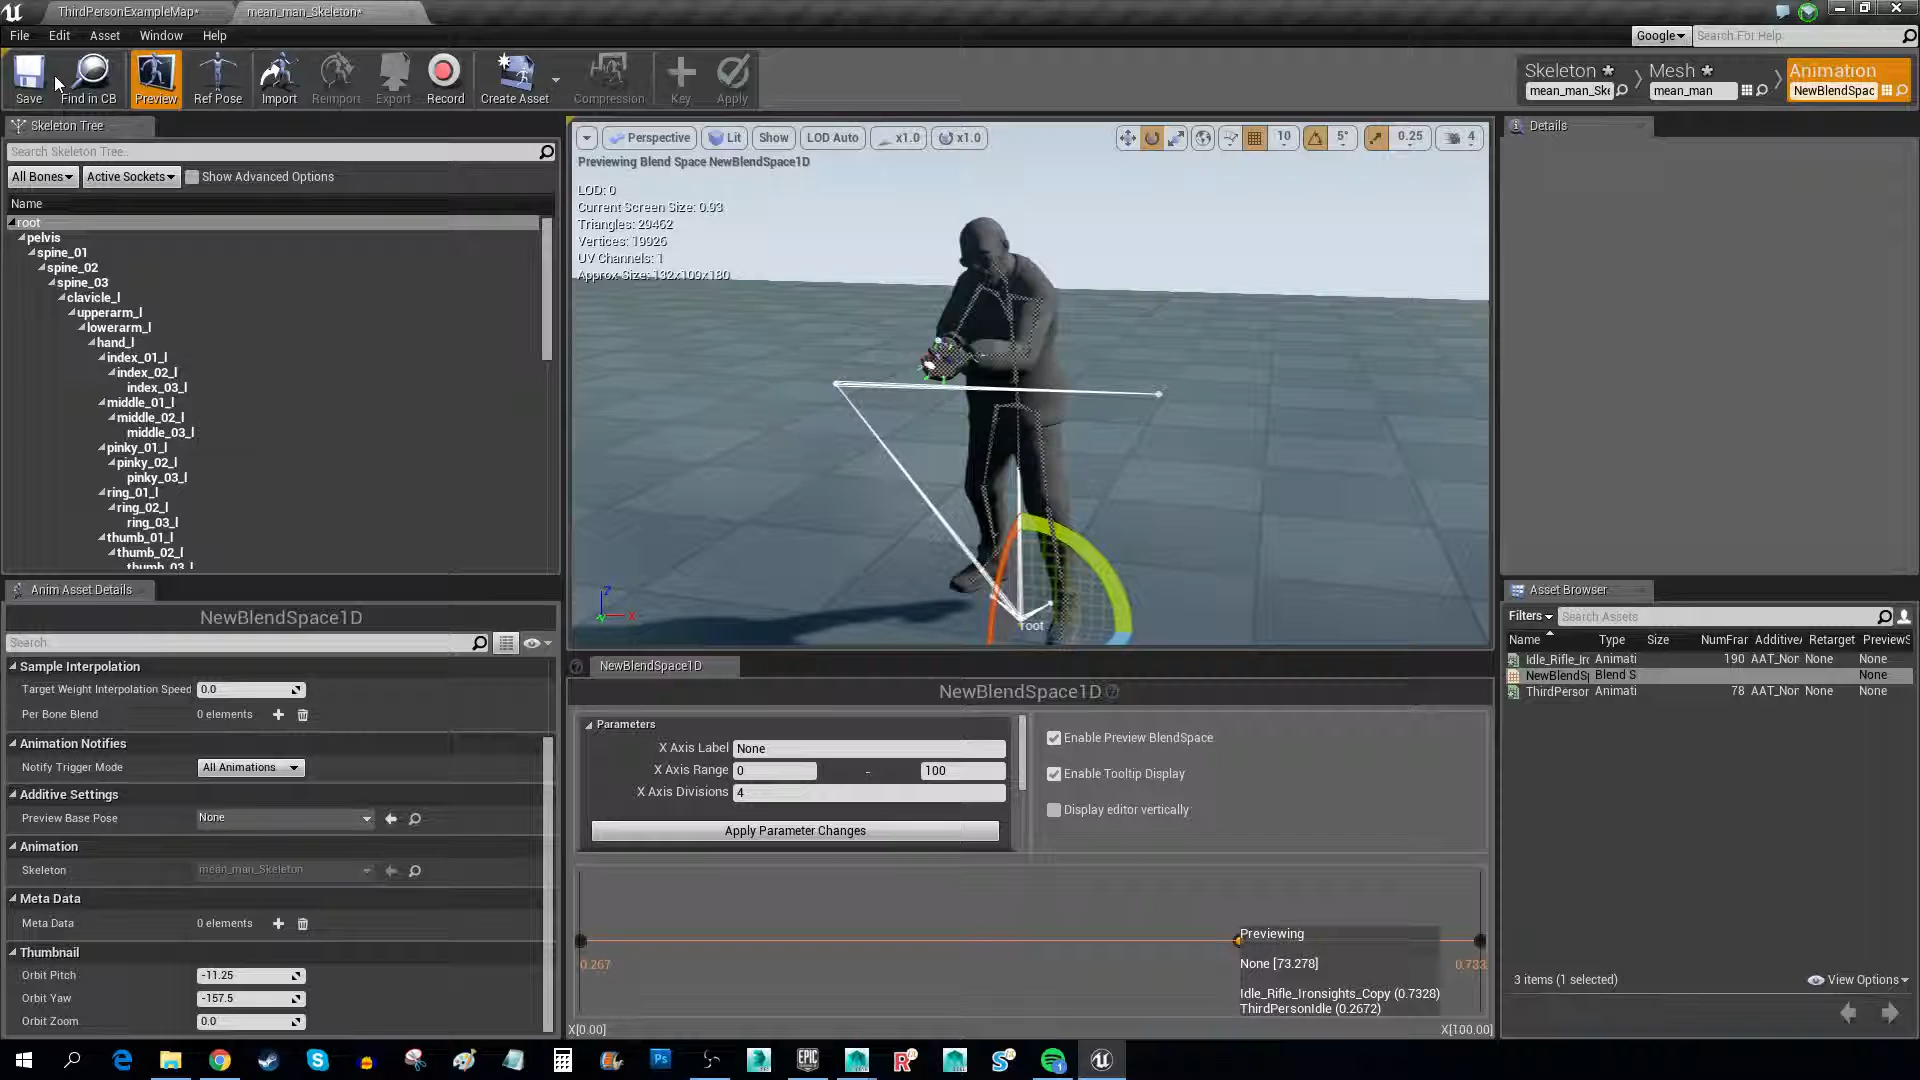 ThirdPersonExampleMap*
mean_man_Skeleton*
File Edit Asset Window Help
Google
Search For Help
Save
Find in CB
Preview
Ref Pose
Import
Reimport
Export
Record
Create Asset
Compression
Key
Apply
Skeleton *
mean_man_Ske
Mesh *
mean_man
Animation
NewBlendSpac
Skeleton Tree
Search Skeleton Tree..
All Bones
Active Sockets
Show Advanced Options
Name
root
pelvis
spine_01
spine_02
spine_03
clavicle_l
upperarm_l
lowerarm_l
hand_l
index_01_l
index_02_l
index_03_l
middle_01_l
middle_02_l
middle_03_l
pinky_01_l
pinky_02_l
pinky_03_l
ring_01_l
ring_02_l
ring_03_l
thumb_01_l
thumb_02_l
thumb_03_l
Perspective
Lit
Show
LOD Auto
x1.0
x1.0
10
5°
0.25
4
Previewing Blend Space NewBlendSpace1D
LOD: 0
Current Screen Size: 0.93
Triangles: 29462
Vertices: 19926
UV Channels: 1
Approx Size: 132x109x180
Z
X
root
Details
Anim Asset Details
NewBlendSpace1D
Search
Sample Interpolation
Target Weight Interpolation Speed 0.0
Per Bone Blend 0 elements
Animation Notifies
Notify Trigger Mode All Animations
Additive Settings
Preview Base Pose None
Animation
Skeleton mean_man_Skeleton
Meta Data
Meta Data 0 elements
Thumbnail
Orbit Pitch -11.25
Orbit Yaw -157.5
Orbit Zoom 0.0
NewBlendSpace1D
NewBlendSpace1D
Parameters
X Axis Label None
X Axis Range 0 - 100
X Axis Divisions 4
Apply Parameter Changes
Enable Preview BlendSpace
Enable Tooltip Display
Display editor vertically
0.267
Previewing
None [73.278]
Idle_Rifle_Ironsights_Copy (0.7328)
ThirdPersonIdle (0.2672)
0.733
X[0.00]
X[100.00]
Asset Browser
Filters
Search Assets
Name Type Size NumFrar Additive Retarget PreviewS
Idle_Rifle_Irc Animati 190 AAT_Nor None None
NewBlendS Blend S None
ThirdPersor Animati 78 AAT_Nor None None
3 items (1 selected)
View Options
Ps
EPIC
GAMES
1